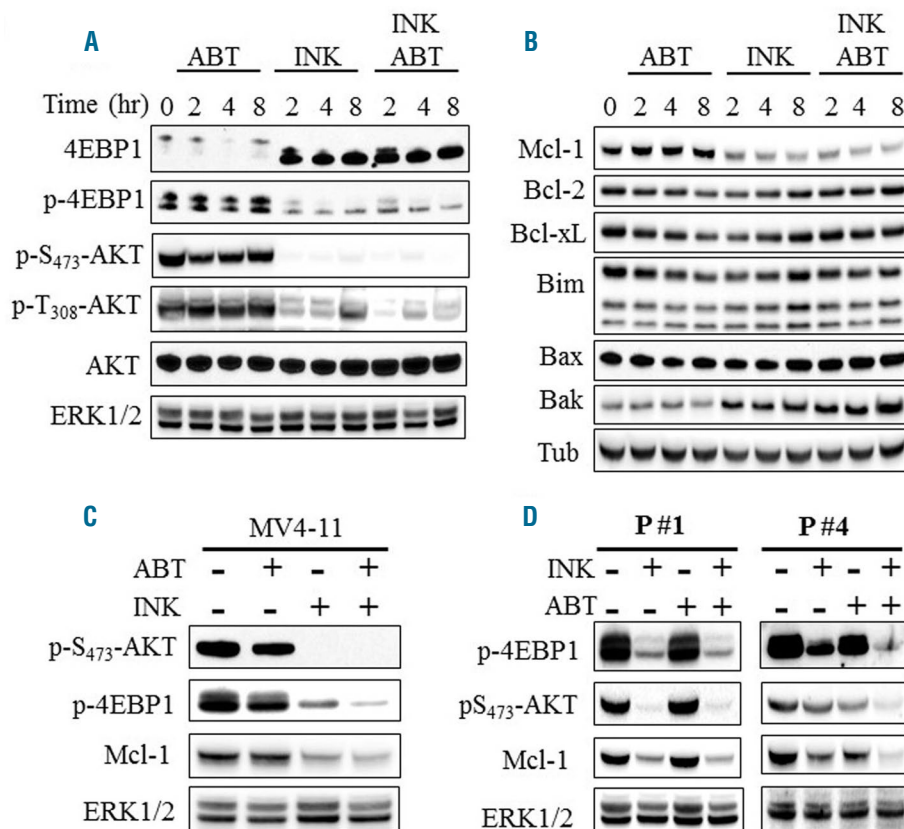 A
ABT INK INK ABT
Time (hr) 0 2 4 8 2 4 8 2 4 8
4EBP1
p-4EBP1
p-S473-AKT
p-T308-AKT
AKT
ERK1/2
B
ABT INK INK ABT
0 2 4 8 2 4 8 2 4 8
Mcl-1
Bcl-2
Bcl-xL
Bim
Bax
Bak
Tub
C
MV4-11
ABT - + - +
INK - - + +
p-S473-AKT
p-4EBP1
Mcl-1
ERK1/2
D
P #1 P #4
INK - + - + - + - +
ABT - - + + - - + +
p-4EBP1
pS473-AKT
Mcl-1
ERK1/2